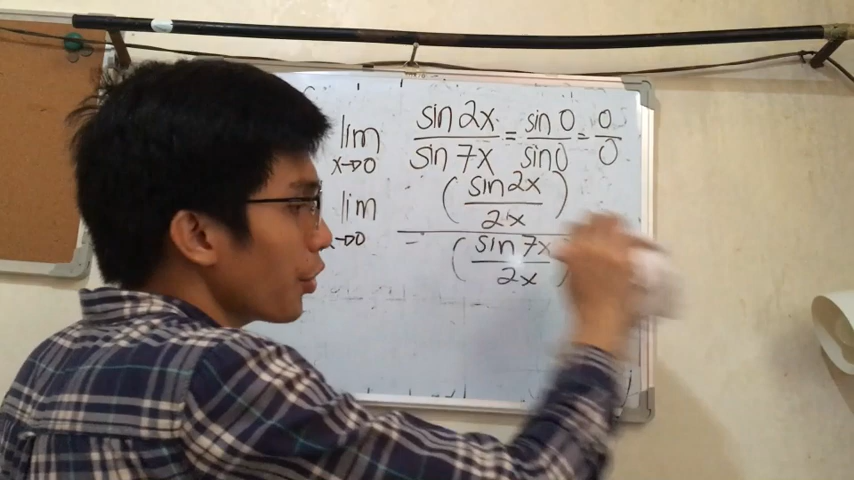 lim x→0 sin 2x / sin 7x = sin 0 / sin 0 = 0 / 0
lim x→0 (sin 2x / 2x) / (sin 7x / 2x)